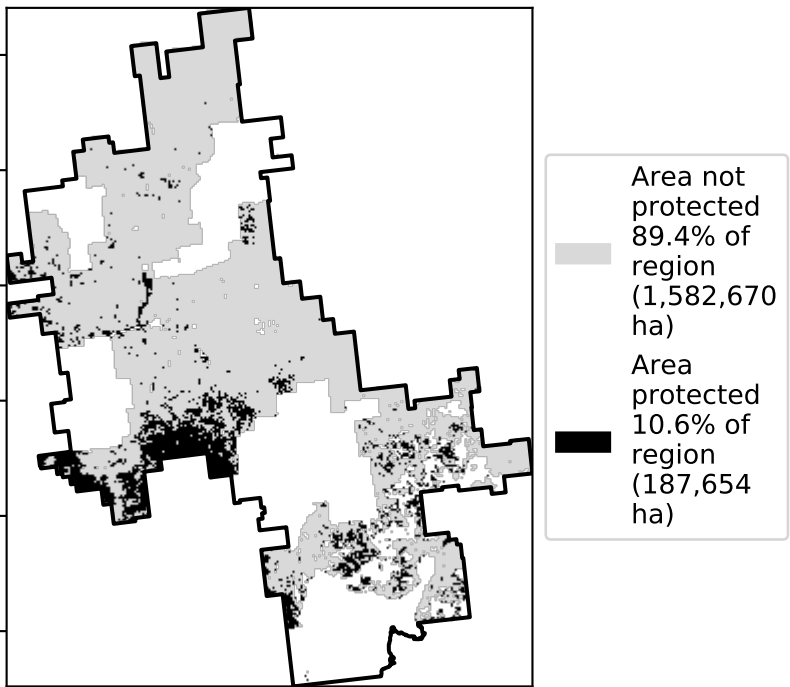 Area not
protected
89.4% of
region
(1,582,670
ha)
Area
protected
10.6% of
region
(187,654
ha)